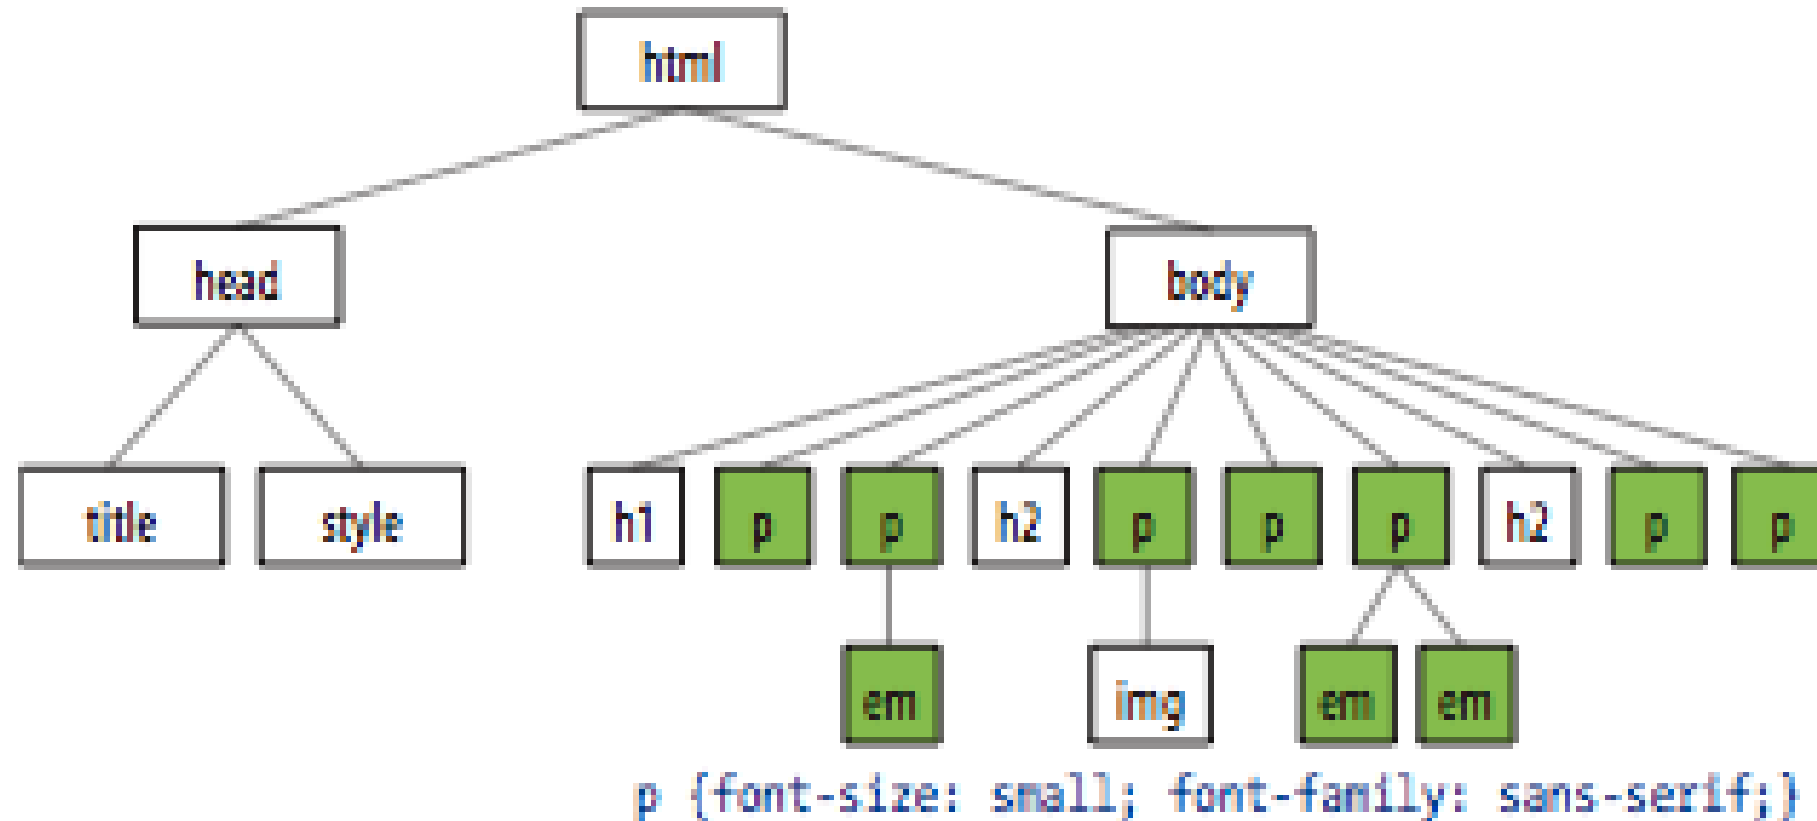 html
head body
title style h1 p p h2 p p p h2 p p
em img em em
p {font-size: small; font-family: sans-serif;}